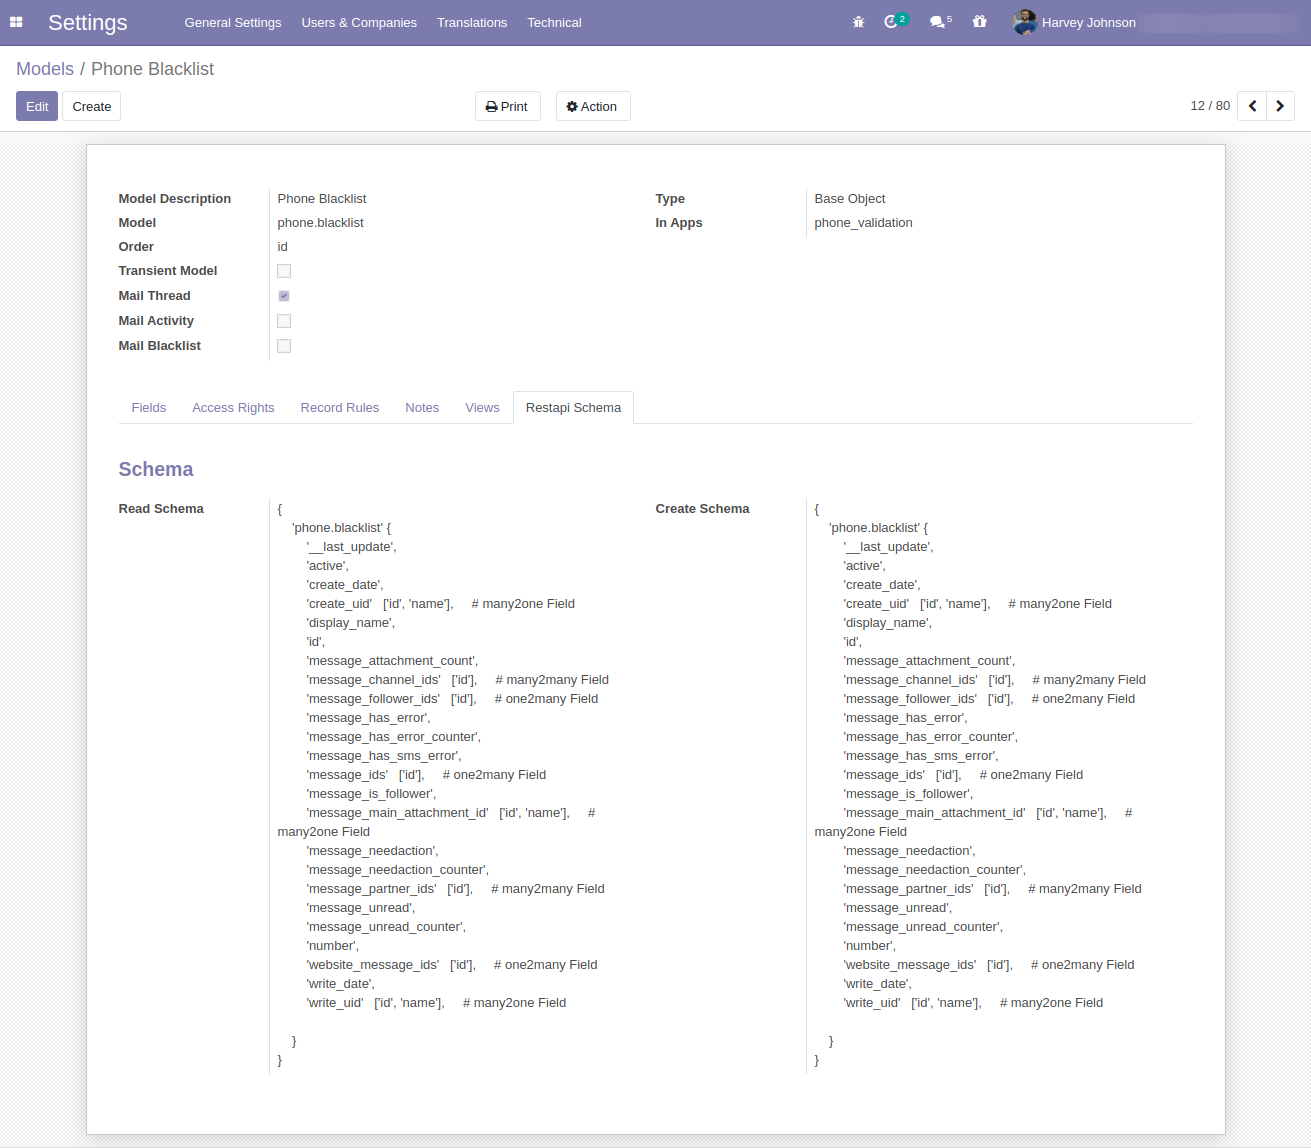 Settings General Settings Users & Companies Translations Technical 2 5 Harvey Johnson
Models / Phone Blacklist
Edit Create Print Action 12 / 80
Model Description Phone Blacklist Type Base Object
Model phone.blacklist In Apps phone_validation
Order id
Transient Model
Mail Thread
Mail Activity
Mail Blacklist
Fields Access Rights Record Rules Notes Views Restapi Schema
Schema
Read Schema
{
'phone.blacklist' {
'__last_update',
'active',
'create_date',
'create_uid' ['id', 'name'], # many2one Field
'display_name',
'id',
'message_attachment_count',
'message_channel_ids' ['id'], # many2many Field
'message_follower_ids' ['id'], # one2many Field
'message_has_error',
'message_has_error_counter',
'message_has_sms_error',
'message_ids' ['id'], # one2many Field
'message_is_follower',
'message_main_attachment_id' ['id', 'name'], #
many2one Field
'message_needaction',
'message_needaction_counter',
'message_partner_ids' ['id'], # many2many Field
'message_unread',
'message_unread_counter',
'number',
'website_message_ids' ['id'], # one2many Field
'write_date',
'write_uid' ['id', 'name'], # many2one Field
}
}
Create Schema
{
'phone.blacklist' {
'__last_update',
'active',
'create_date',
'create_uid' ['id', 'name'], # many2one Field
'display_name',
'id',
'message_attachment_count',
'message_channel_ids' ['id'], # many2many Field
'message_follower_ids' ['id'], # one2many Field
'message_has_error',
'message_has_error_counter',
'message_has_sms_error',
'message_ids' ['id'], # one2many Field
'message_is_follower',
'message_main_attachment_id' ['id', 'name'], #
many2one Field
'message_needaction',
'message_needaction_counter',
'message_partner_ids' ['id'], # many2many Field
'message_unread',
'message_unread_counter',
'number',
'website_message_ids' ['id'], # one2many Field
'write_date',
'write_uid' ['id', 'name'], # many2one Field
}
}